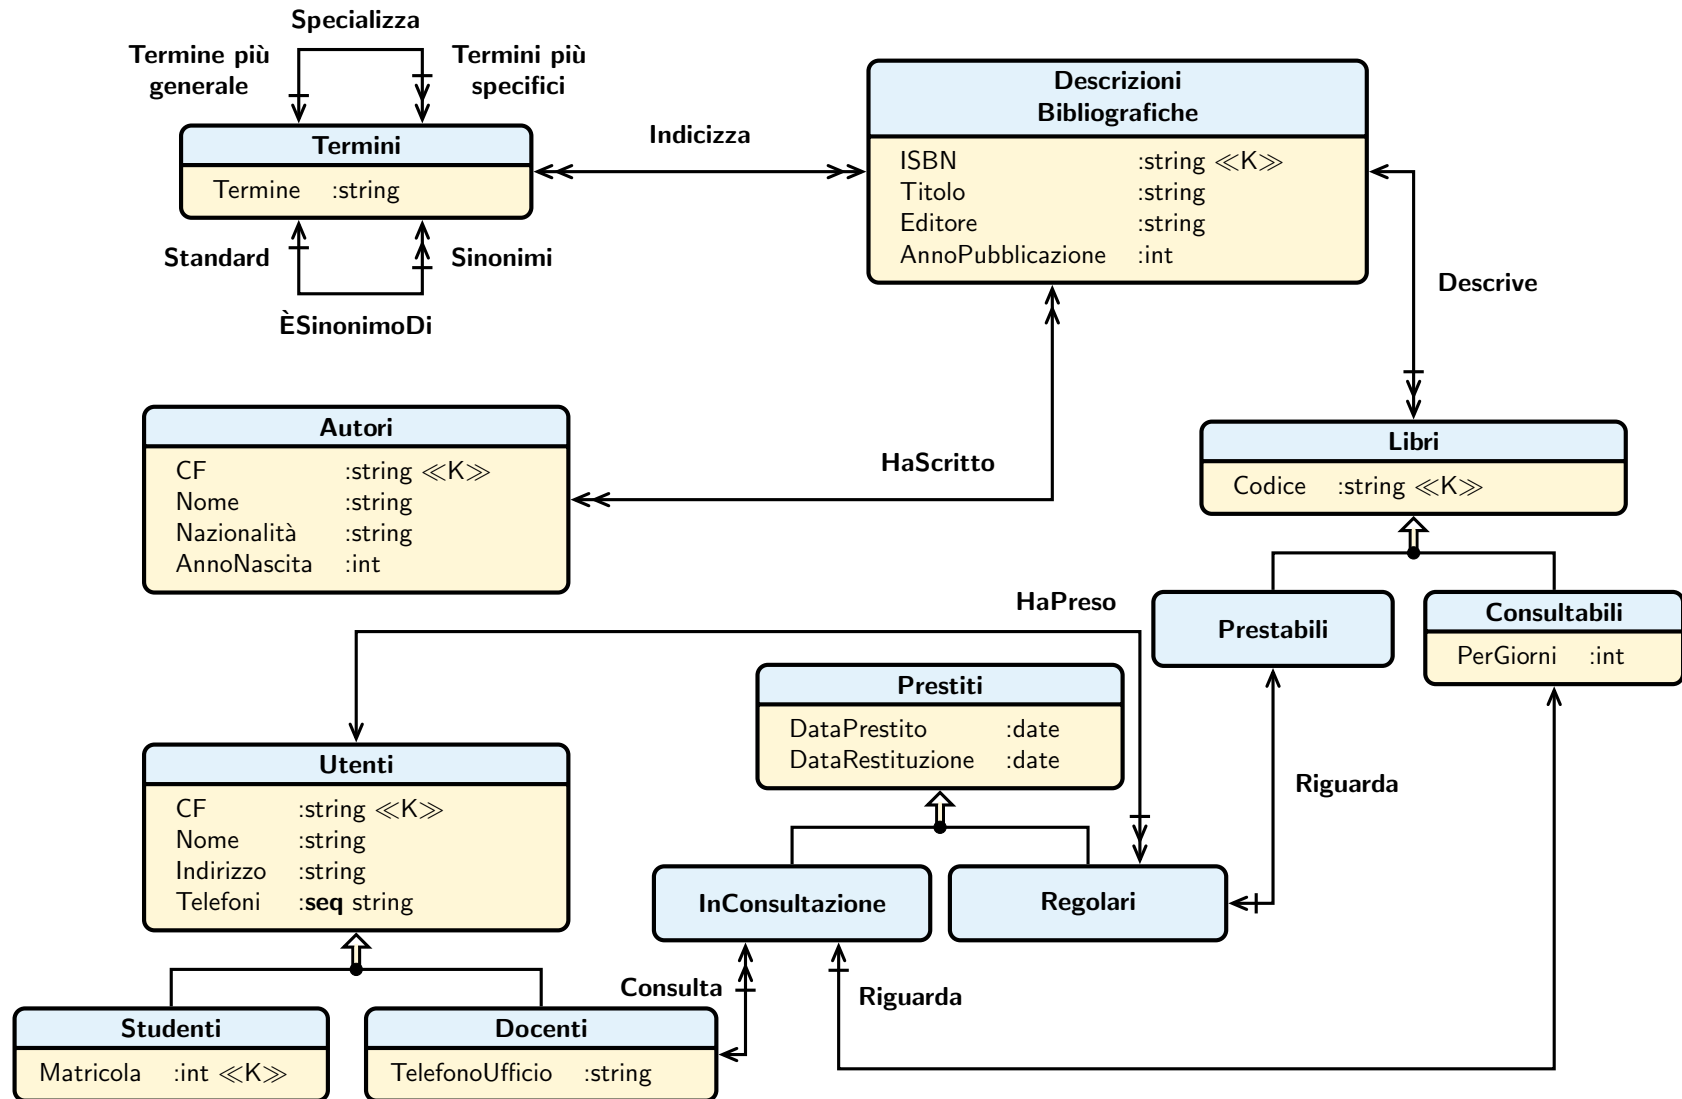 Specializza
Termine più
generale
Termini più
specifici
Termini
Termine :string
Standard
Sinonimi
ÈSinonimoDi
Indicizza
Descrizioni
Bibliografiche
ISBN :string ≪K≫
Titolo :string
Editore :string
AnnoPubblicazione :int
Descrive
Autori
CF :string ≪K≫
Nome :string
Nazionalità :string
AnnoNascita :int
HaScritto
Libri
Codice :string ≪K≫
HaPreso
Prestabili
Consultabili
PerGiorni :int
Prestiti
DataPrestito :date
DataRestituzione :date
Utenti
CF :string ≪K≫
Nome :string
Indirizzo :string
Telefoni :seq string
Riguarda
InConsultazione
Regolari
Consulta
Riguarda
Studenti
Matricola :int ≪K≫
Docenti
TelefonoUfficio :string